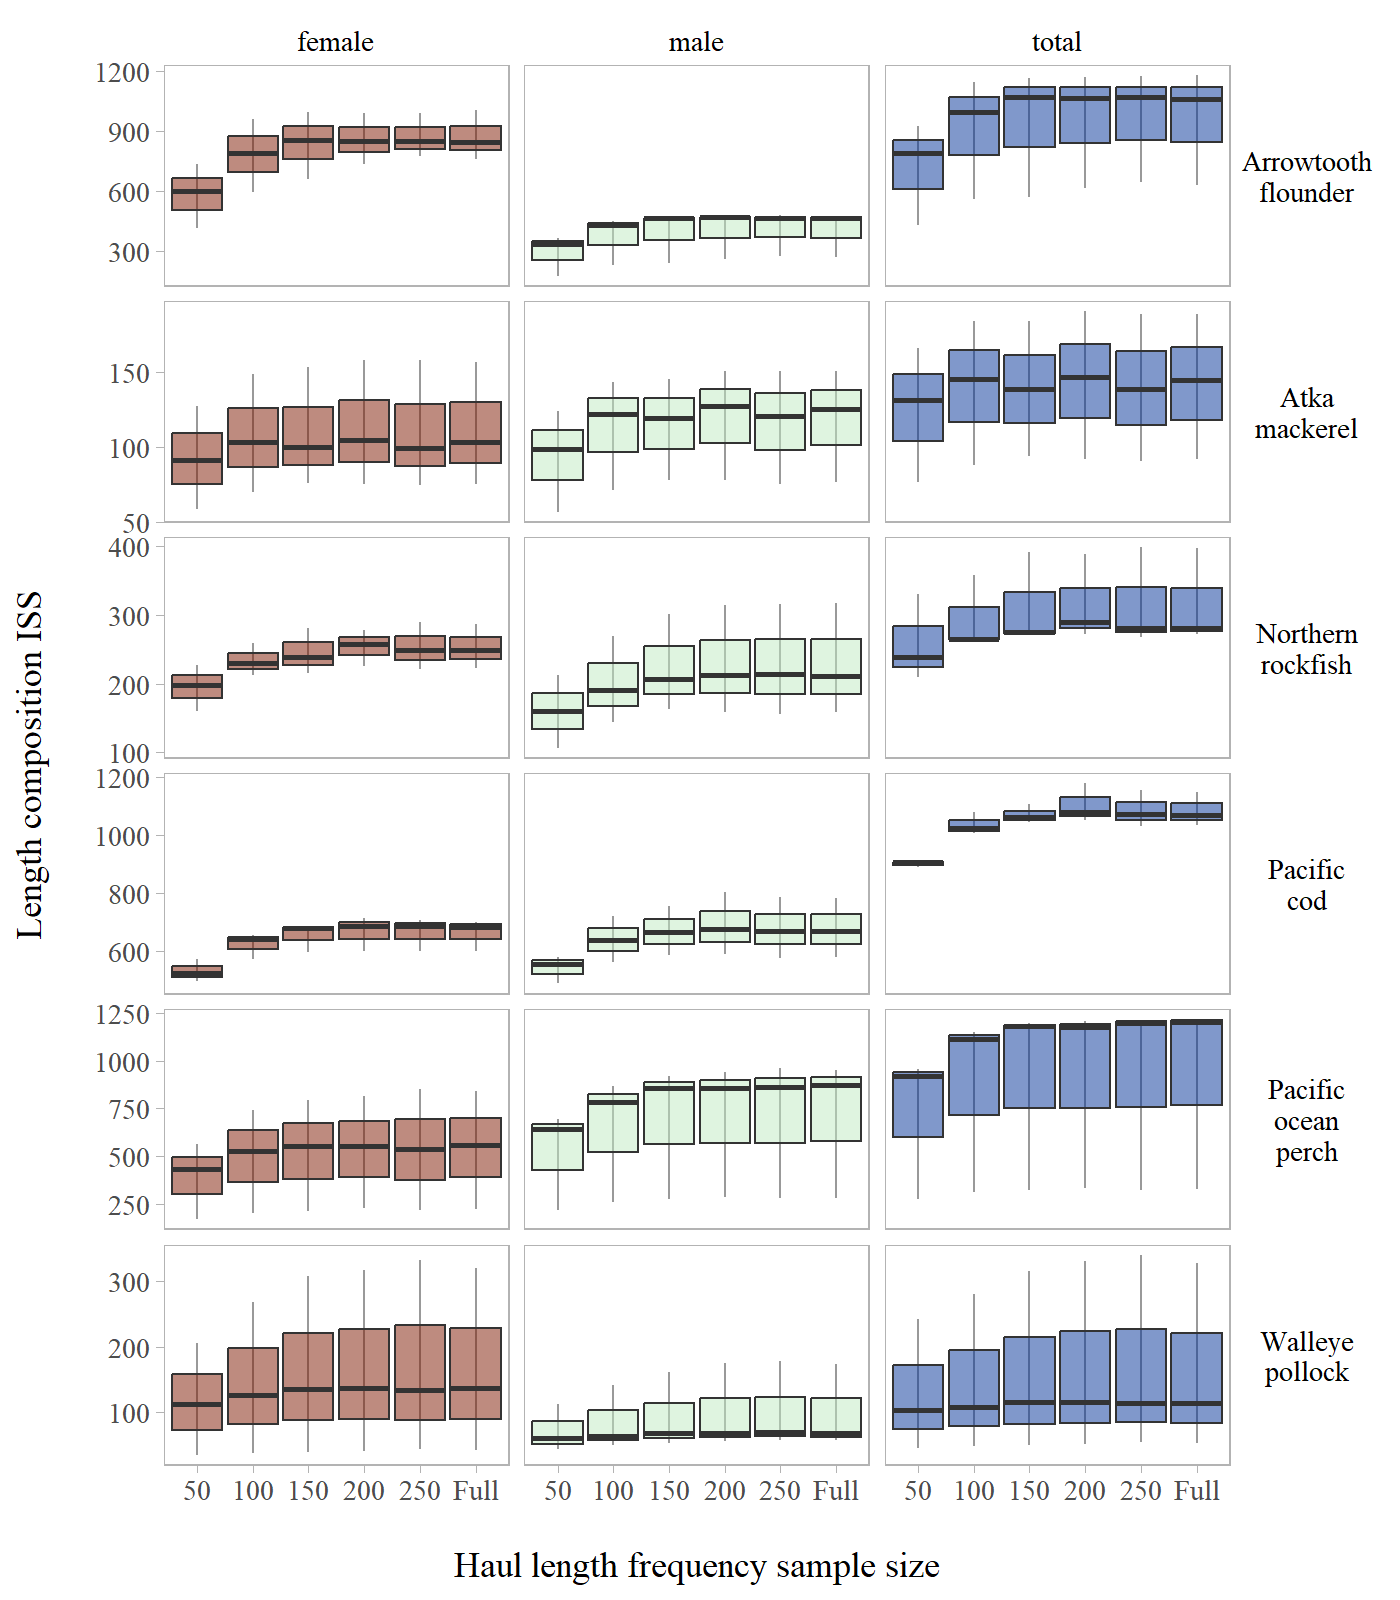 female male total
1200
900
600
300
Arrowtooth
flounder
150
100
50
Atka
mackerel
400
300
200
100
Northern
rockfish
1200
1000
800
600
Pacific
cod
1250
1000
750
500
250
Pacific
ocean
perch
300
200
100
Walleye
pollock
50 100 150 200 250 Full 50 100 150 200 250 Full 50 100 150 200 250 Full
Haul length frequency sample size
Length composition ISS